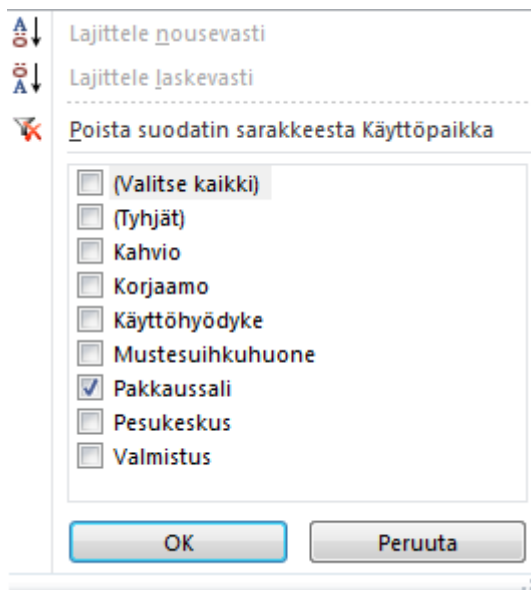 Lajittele nousevasti
Lajittele laskevasti
Poista suodatin sarakkeesta Käyttöpaikka
(Valitse kaikki)
(Tyhjät)
Kahvio
Korjaamo
Käyttöhyödyke
Mustesuihkuhuone
Pakkaussali
Pesukeskus
Valmistus
OK Peruuta